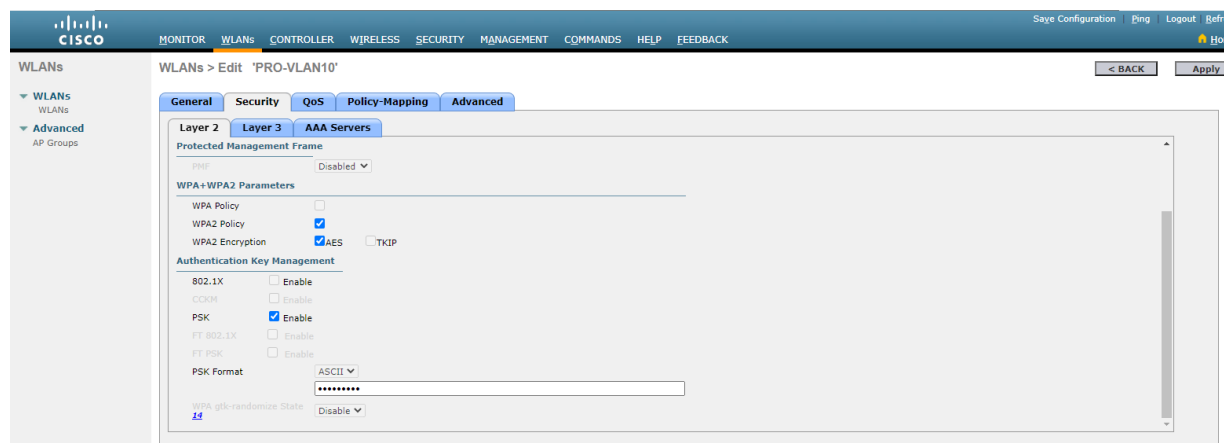 Save Configuration Ping Logout Refr
CISCO MONITOR WLANs CONTROLLER WIRELESS SECURITY MANAGEMENT COMMANDS HELP FEEDBACK Ho
WLANs WLANs > Edit 'PRO-VLAN10' < BACK Apply
WLANs
WLANs
Advanced
AP Groups
General Security QoS Policy-Mapping Advanced
Layer 2 Layer 3 AAA Servers
Protected Management Frame
PMF Disabled
WPA+WPA2 Parameters
WPA Policy
WPA2 Policy
WPA2 Encryption AES TKIP
Authentication Key Management
802.1X Enable
CCKM Enable
PSK Enable
FT 802.1X Enable
FT PSK Enable
PSK Format ASCII
•••••••••
WPA gtk-randomize State Disable
14